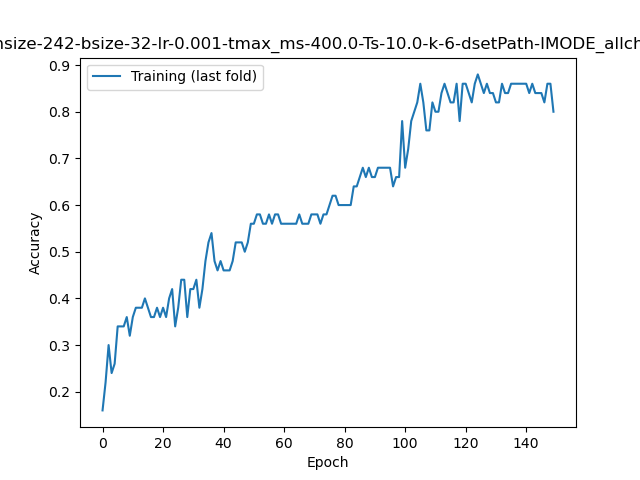 nsize-242-bsize-32-lr-0.001-tmax_ms-400.0-Ts-10.0-k-6-dsetPath-IMODE_allch
Training (last fold)
0.9
0.8
0.7
0.6
0.5
0.4
0.3
0.2
Accuracy
0 20 40 60 80 100 120 140
Epoch